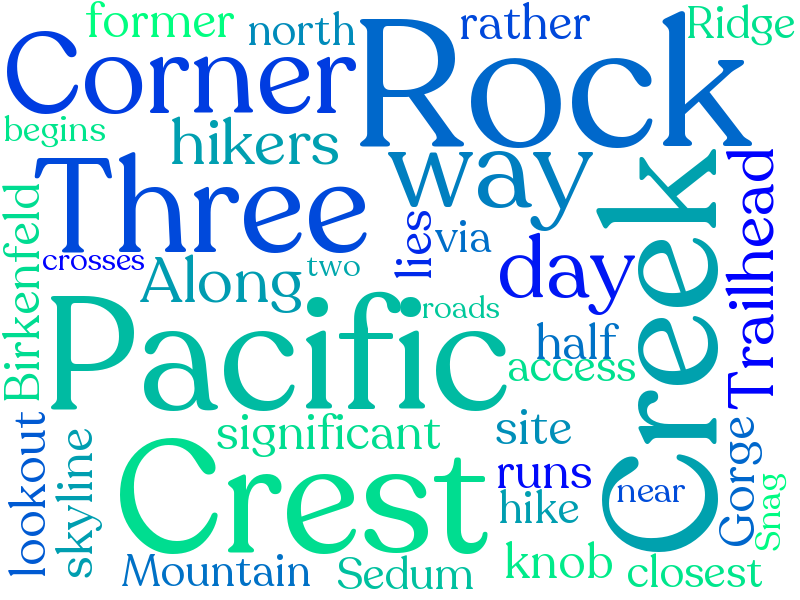 former
north
rather
Ridge
Corner
Rock
begins
hikers
Three
way
Creek
Trailhead
Birkenfeld
lies
via
crosses
Along
two
day
Pacific
roads
half
access
lookout
skyline
significant
site
Gorge
Crest
runs
near
hike
Snag
Mountain
Sedum
knob
closest